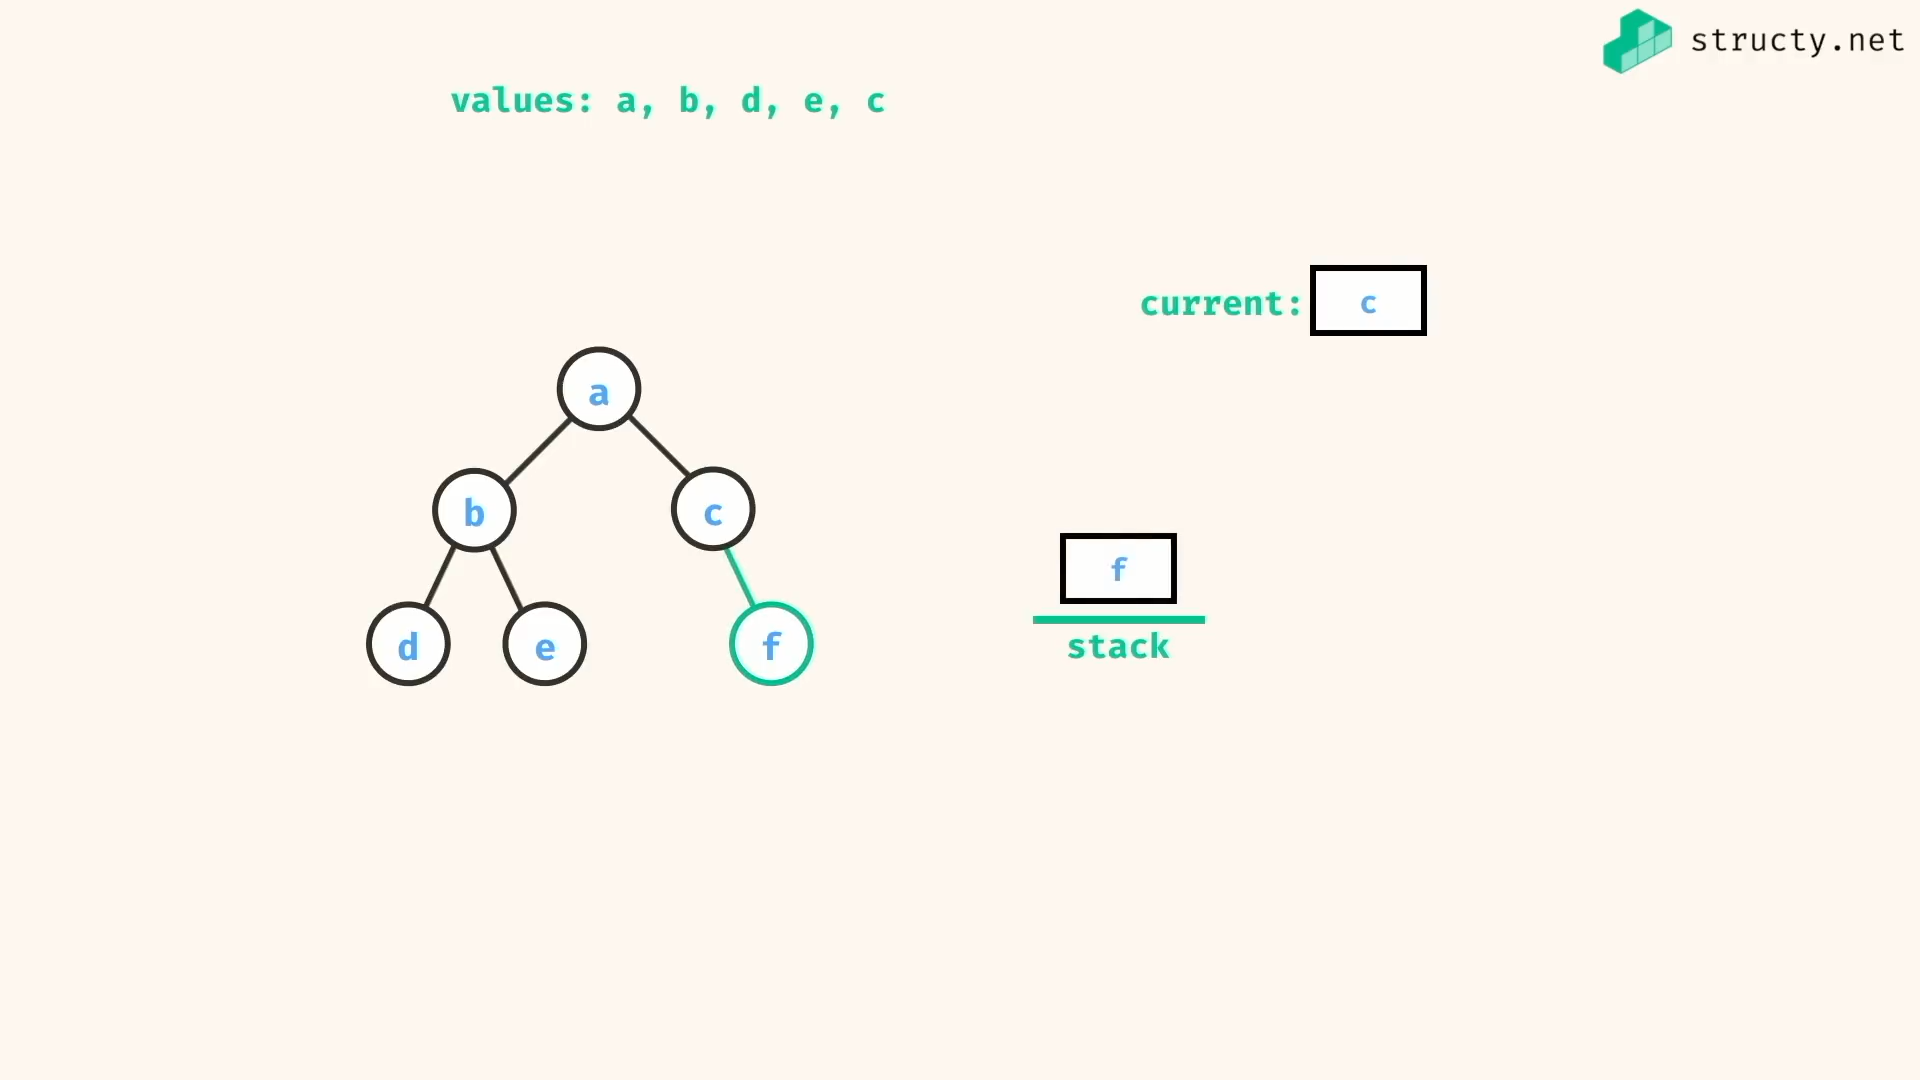 structy.net
values: a, b, d, e, c
current: c
a
b c
d e f
f
stack